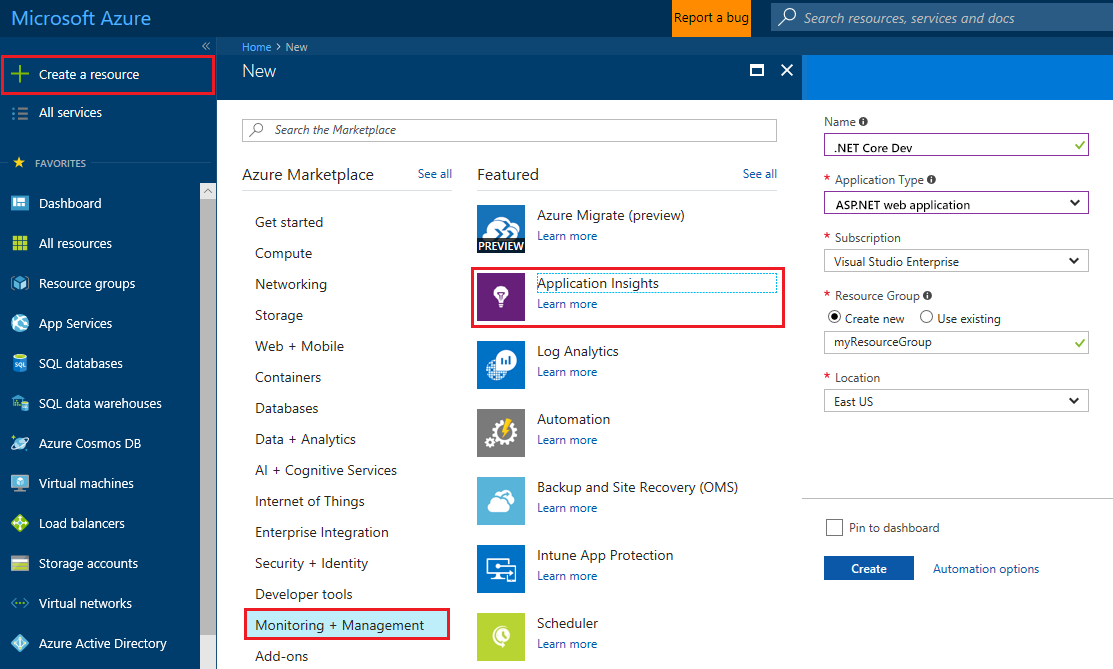 Microsoft Azure
Report a bug
Search resources, services and docs
Create a resource
All services
FAVORITES
Dashboard
All resources
Resource groups
App Services
SQL databases
SQL data warehouses
Azure Cosmos DB
Virtual machines
Load balancers
Storage accounts
Virtual networks
Azure Active Directory
Home > New
New
Search the Marketplace
Azure Marketplace See all
Get started
Compute
Networking
Storage
Web + Mobile
Containers
Databases
Data + Analytics
AI + Cognitive Services
Internet of Things
Enterprise Integration
Security + Identity
Developer tools
Monitoring + Management
Add-ons
Featured See all
PREVIEW
Azure Migrate (preview)
Learn more
Application Insights
Learn more
Log Analytics
Learn more
Automation
Learn more
Backup and Site Recovery (OMS)
Learn more
Intune App Protection
Learn more
Scheduler
Learn more
Name
.NET Core Dev
* Application Type
ASP.NET web application
* Subscription
Visual Studio Enterprise
* Resource Group
Create new Use existing
myResourceGroup
* Location
East US
Pin to dashboard
Create Automation options